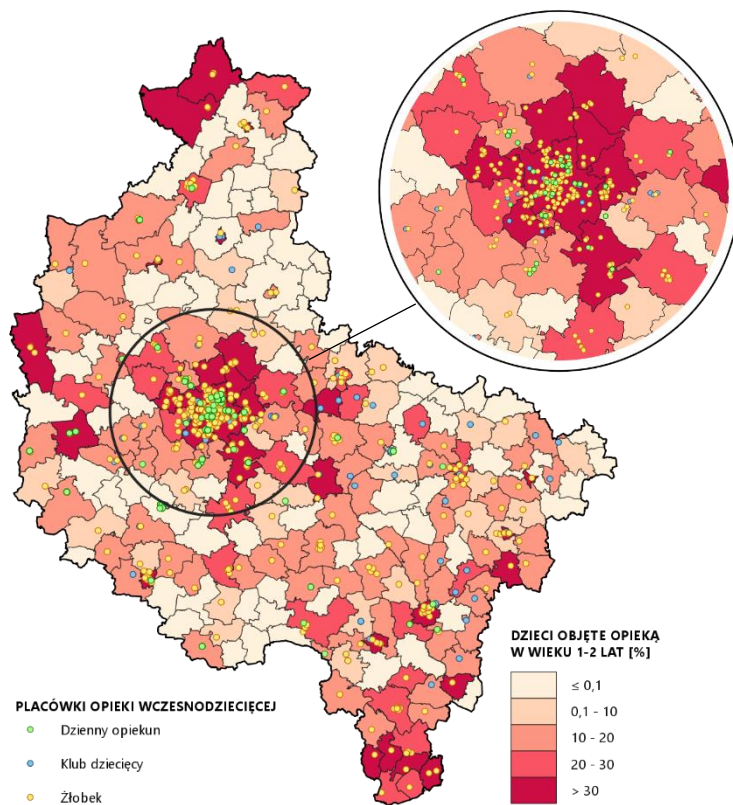 DZIECI OBJĘTE OPIEKĄ
W WIEKU 1-2 LAT [%]
≤ 0,1
0,1 - 10
10 - 20
20 - 30
> 30
PLACÓWKI OPIEKI WCZESNODZIECIĘCEJ
Dzienny opiekun
Klub dziecięcy
Żłobek